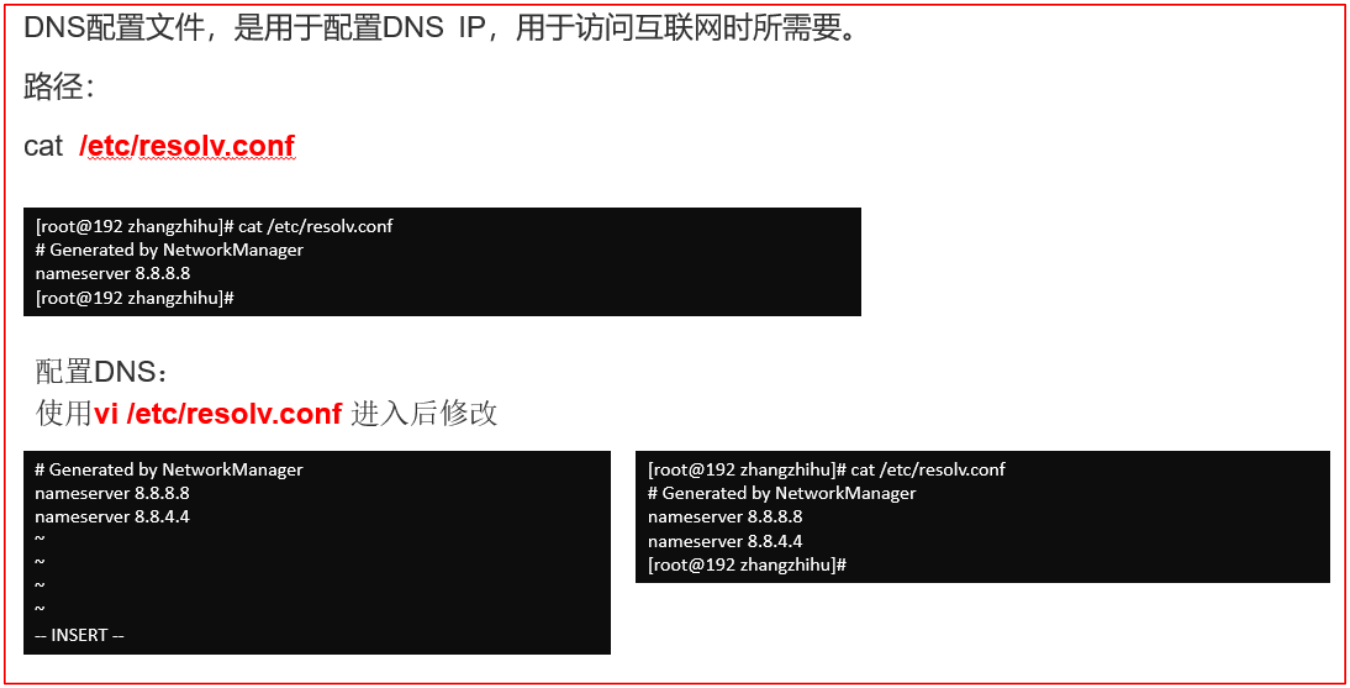 DNS配置文件，是用于配置DNS IP，用于访问互联网时所需要。
路径：
cat /etc/resolv.conf
[root@192 zhangzhihu]# cat /etc/resolv.conf
# Generated by NetworkManager
nameserver 8.8.8.8
[root@192 zhangzhihu]#
配置DNS：
使用vi /etc/resolv.conf 进入后修改
# Generated by NetworkManager
nameserver 8.8.8.8
nameserver 8.8.4.4
~
~
~
~
-- INSERT --
[root@192 zhangzhihu]# cat /etc/resolv.conf
# Generated by NetworkManager
nameserver 8.8.8.8
nameserver 8.8.4.4
[root@192 zhangzhihu]#